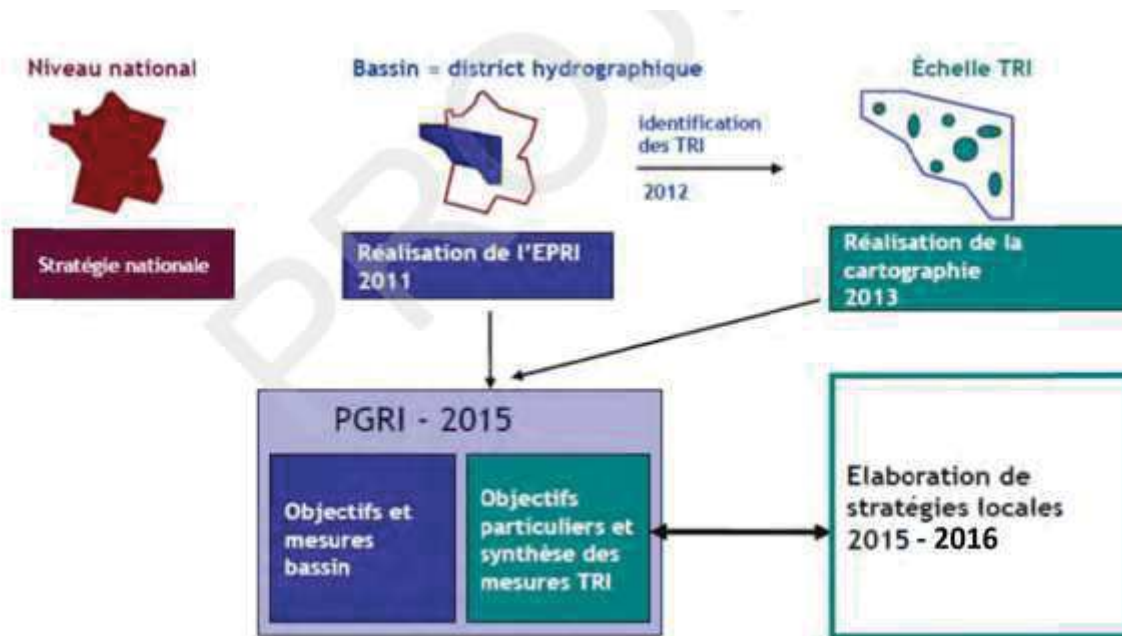 Niveau national
Bassin = district hydrographique
Échelle TRI
identification
des TRI
2012
Stratégie nationale
Réalisation de l'EPRI
2011
Réalisation de la
cartographie
2013
PGRI - 2015
Objectifs et
mesures
bassin
Objectifs
particuliers et
synthèse des
mesures TRI
Elaboration de
stratégies locales
2015 - 2016